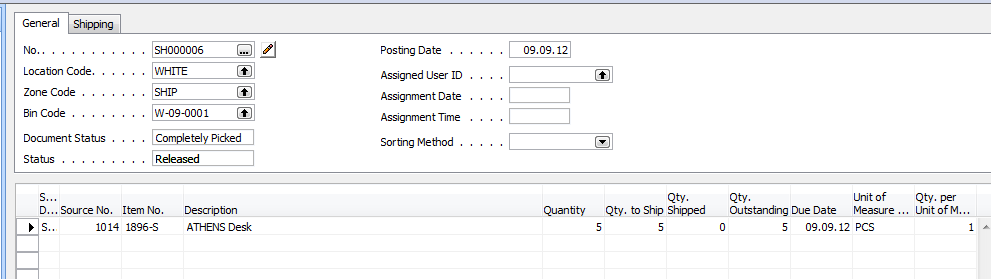 General Shipping
No. . . . . . . . . . . . SH000006 ... Posting Date . . . . . . 09.09.12
Location Code. . . . . . WHITE Assigned User ID . . . .
Zone Code . . . . . . . SHIP Assignment Date . . . .
Bin Code . . . . . . . . W-09-0001 Assignment Time . . . .
Document Status . . . . Completely Picked Sorting Method . . . . .
Status . . . . . . . . . Released
S... D... Source No. Item No. Description Quantity Qty. to Ship Qty. Shipped Qty. Outstanding Due Date Unit of Measure ... Qty. per Unit of M...
S... 1014 1896-S ATHENS Desk 5 5 0 5 09.09.12 PCS 1